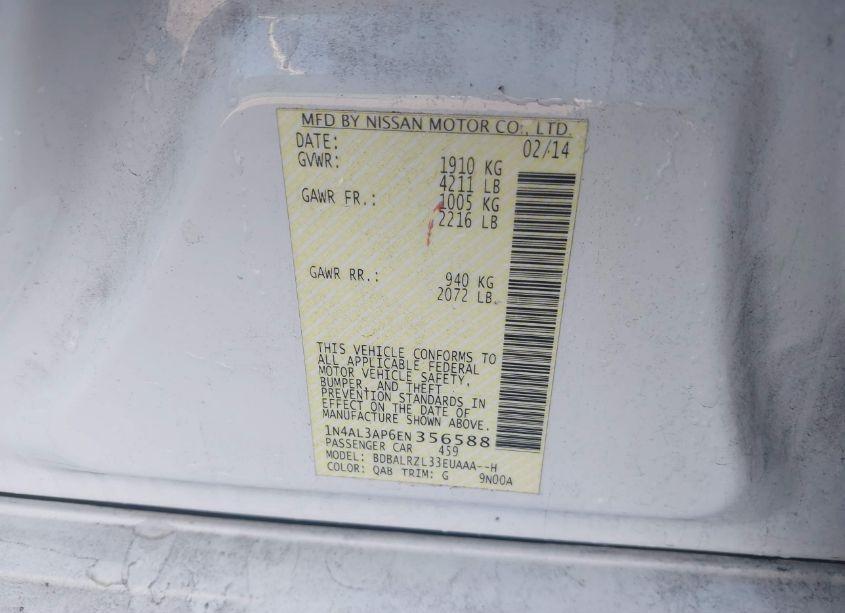 MFD BY NISSAN MOTOR CO., LTD.
DATE: 02/14
GVWR: 1910 KG
4211 LB
GAWR FR.: 1005 KG
2216 LB
GAWR RR.: 940 KG
2072 LB
THIS VEHICLE CONFORMS TO
ALL APPLICABLE FEDERAL
MOTOR VEHICLE SAFETY,
BUMPER, AND THEFT
PREVENTION STANDARDS IN
EFFECT ON THE DATE OF
MANUFACTURE SHOWN ABOVE.
1N4AL3AP6EN356588
PASSENGER CAR 459
MODEL: BDBALRZL33EUAAA--H
COLOR: QAB TRIM: G 9N00A